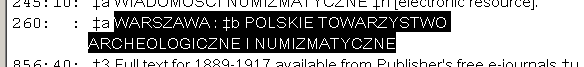 245:10: ‡a WIADOMOŚCI NUMIZMATYCZNE ‡h [electronic resource].
260: : ‡a WARSZAWA : ‡b POLSKIE TOWARZYSTWO
ARCHEOLOGICZNE I NUMIZMATYCZNE
856:40: ‡3 Full text for 1889-1917 available from Publisher's free e-journals ‡u